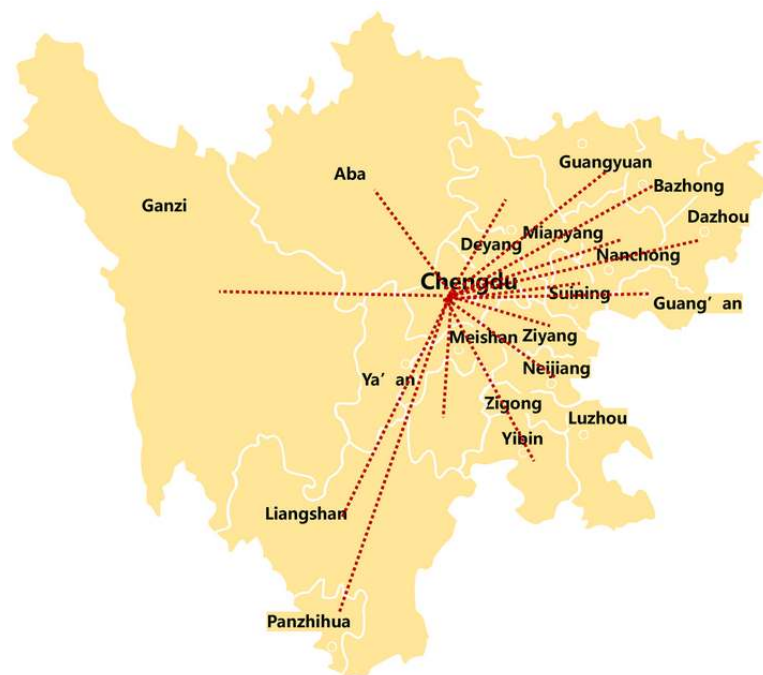 Guangyuan
Aba
Bazhong
Ganzi
Dazhou
Mianyang
Deyang
Nanchong
Chengdu
Suining
Guang’ an
Meishan
Ziyang
Neijiang
Ya’ an
Zigong
Luzhou
Yibin
Liangshan
Panzhihua